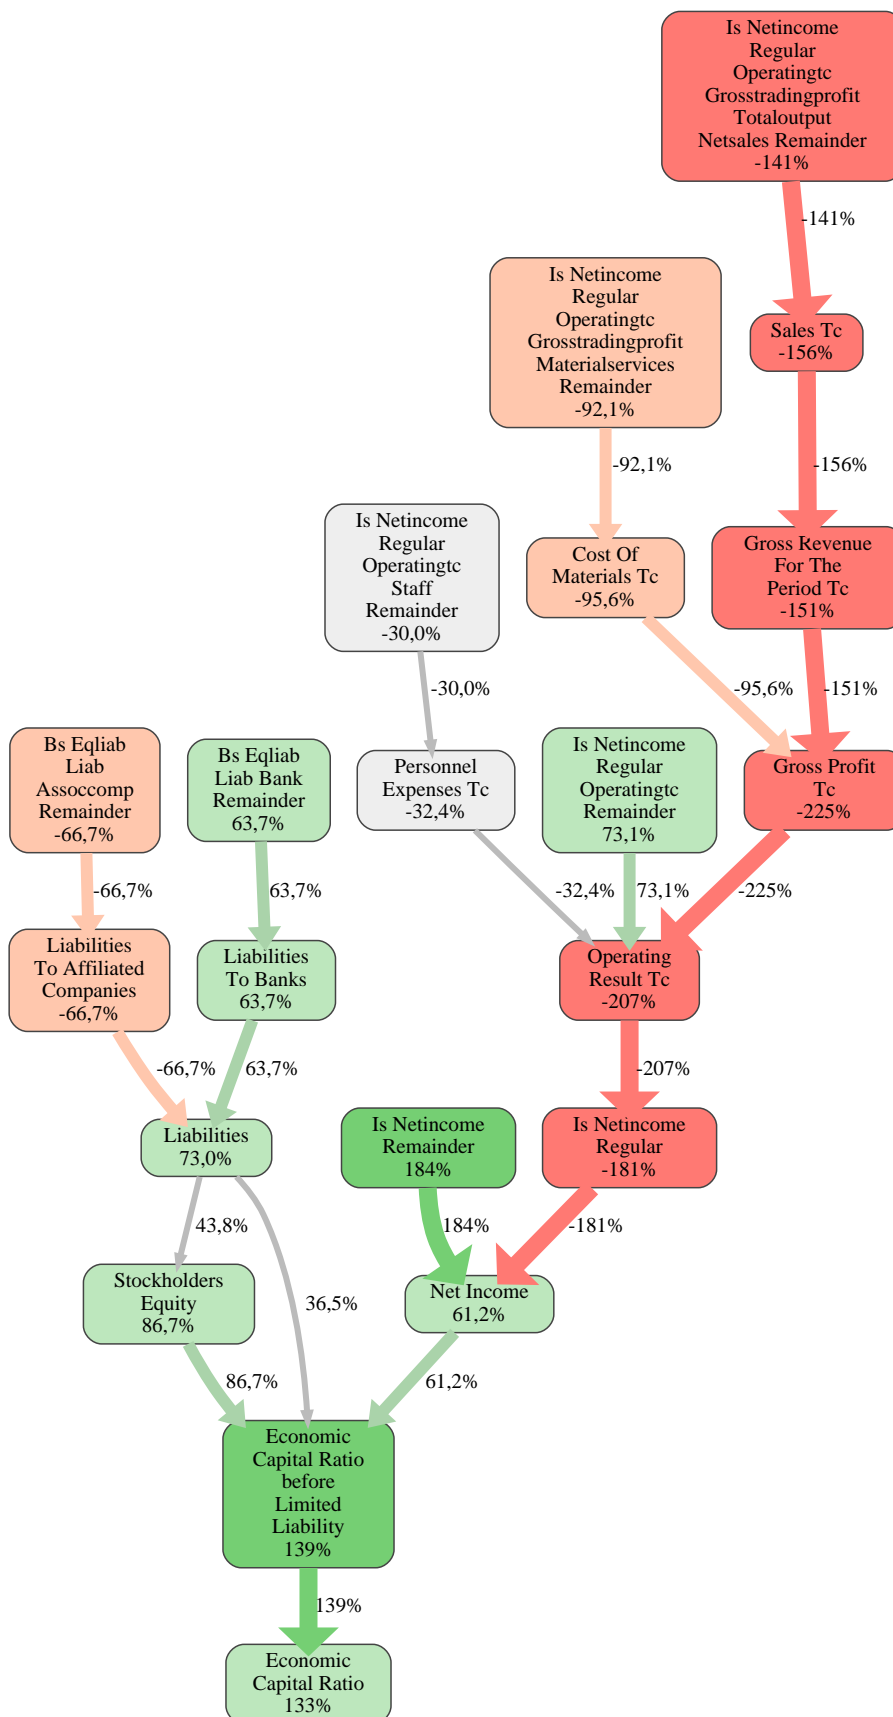 Is Netincome
Regular
Operatingtc
Grosstradingprofit
Totaloutput
Netsales Remainder
-141%
-141%
Is Netincome
Regular
Operatingtc
Grosstradingprofit
Materialservices
Remainder
-92,1%
Sales Tc
-156%
-92,1%
-156%
Is Netincome
Regular
Operatingtc
Staff
Remainder
-30,0%
Cost Of
Materials Tc
-95,6%
Gross Revenue
For The
Period Tc
-151%
-30,0%
-95,6%
-151%
Bs Eqliab
Liab
Assoccomp
Remainder
-66,7%
Bs Eqliab
Liab Bank
Remainder
63,7%
Personnel
Expenses Tc
-32,4%
Is Netincome
Regular
Operatingtc
Remainder
73,1%
Gross Profit
Tc
-225%
-66,7%
63,7%
-32,4%
73,1%
-225%
Liabilities
To Affiliated
Companies
-66,7%
Liabilities
To Banks
63,7%
Operating
Result Tc
-207%
-66,7%
63,7%
-207%
Liabilities
73,0%
Is Netincome
Remainder
184%
Is Netincome
Regular
-181%
43,8%
184%
-181%
Stockholders
Equity
86,7%
36,5%
Net Income
61,2%
86,7%
61,2%
Economic
Capital Ratio
before
Limited
Liability
139%
139%
Economic
Capital Ratio
133%